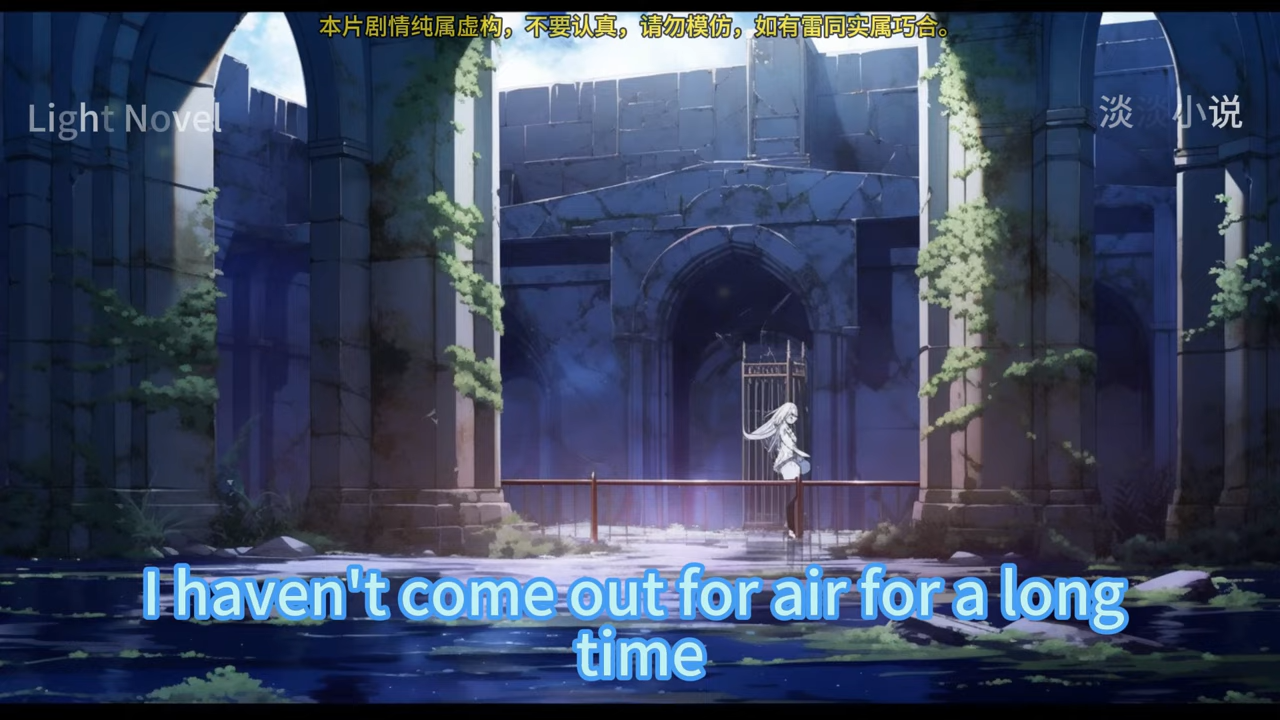 本片剧情纯属虚构，不要认真，请勿模仿，如有雷同实属巧合。
Light Novel
淡淡小说
I haven't come out for air for a long
time